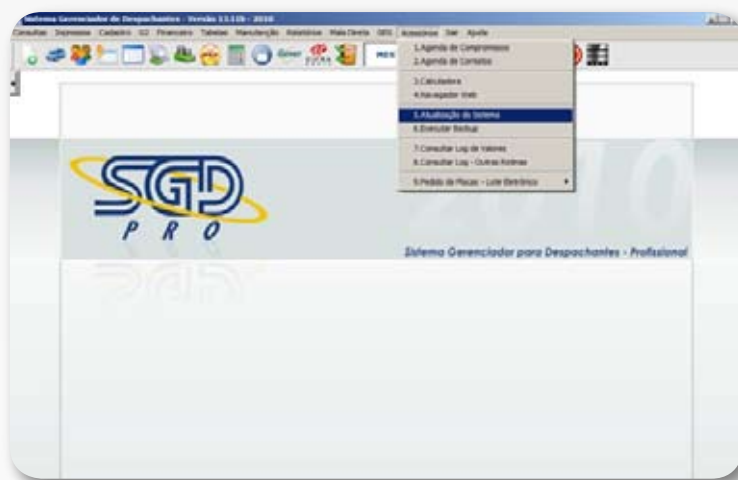 Sistema Gerenciador de Despachantes - Versão 13.11b - 2010
Consultas Impressos Cadastro G2 Financeiro Tabelas Manutenção Relatórios Mala Direta Acessórios Sair Ajuda
1.Agenda de Compromissos
2.Agenda de Contatos
3.Calculadora
4.Navegador Web
5.Atualização do Sistema
6.Executar Backup
7.Consultar Log de Valores
8.Consultar Log - Outras Rotinas
9.Pedido de Placas - Lote Eletrônico
2010
SGD
PRO
Sistema Gerenciador para Despachantes - Profissional